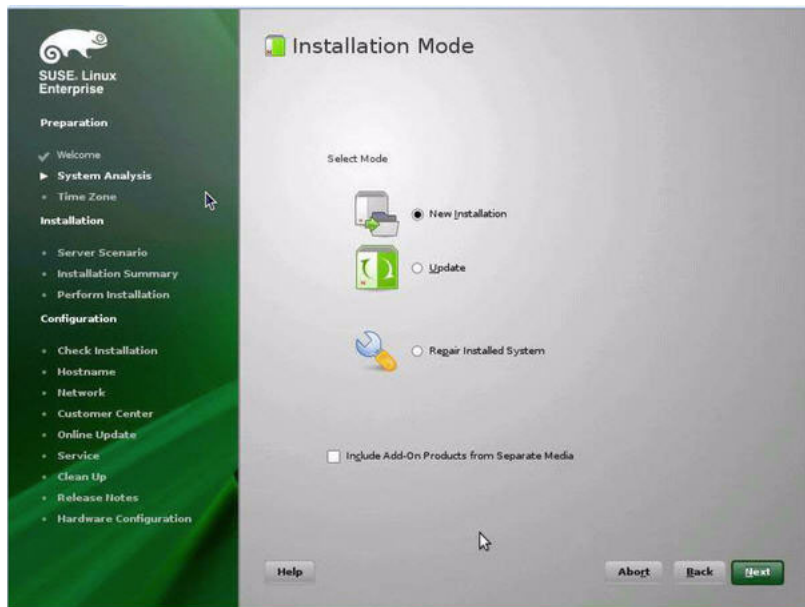 SUSE. Linux
Enterprise
Preparation
Welcome
System Analysis
Time Zone
Installation
Server Scenario
Installation Summary
Perform Installation
Configuration
Check Installation
Hostname
Network
Customer Center
Online Update
Service
Clean Up
Release Notes
Hardware Configuration
Installation Mode
Select Mode
New Installation
Update
Repair Installed System
Include Add-On Products from Separate Media
Help
Abort
Back
Next